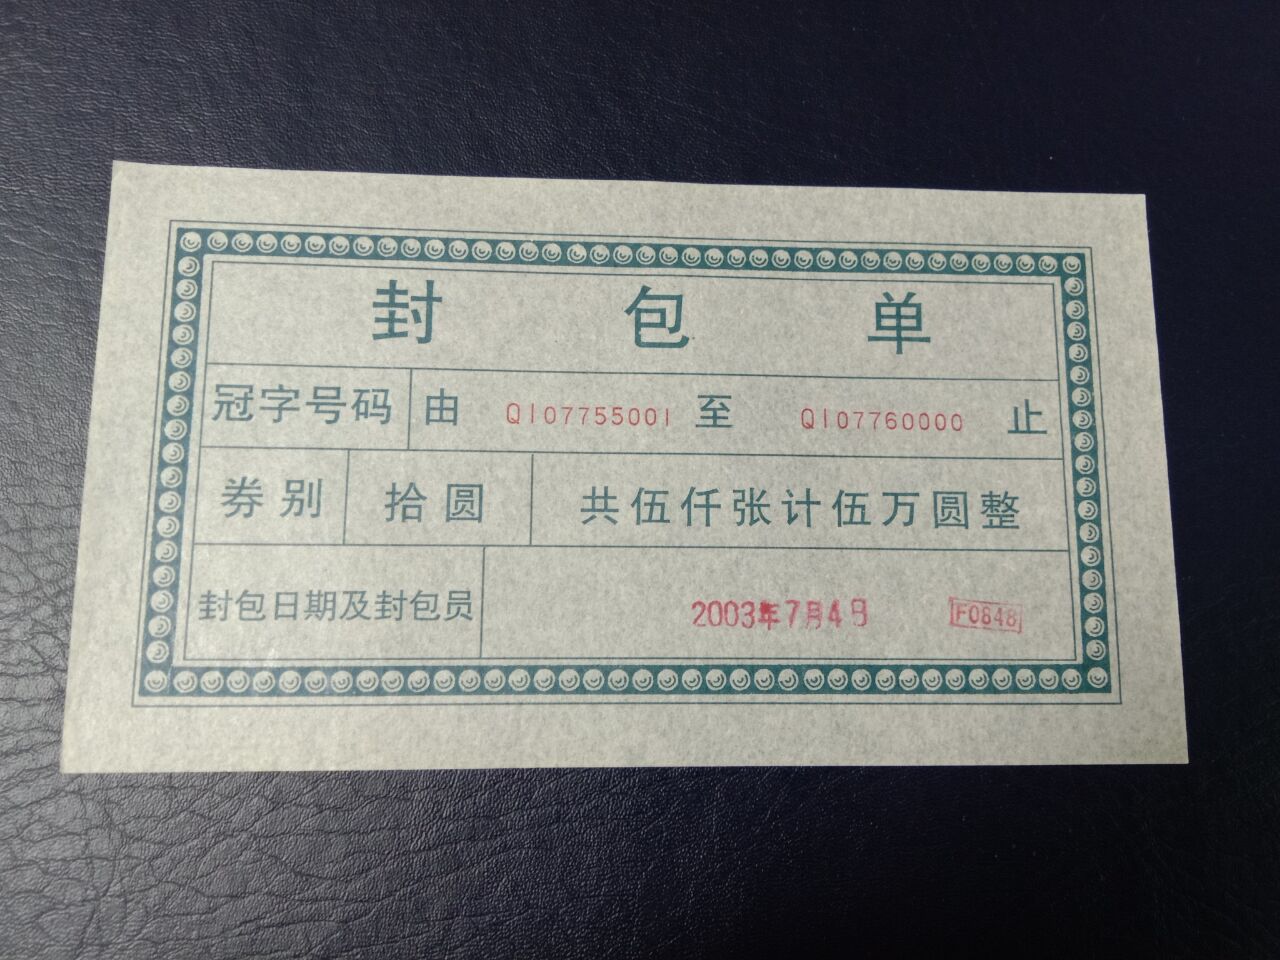 封包单
冠字号码 由 QI07755001 至 QI07760000 止
券别 拾圆 共伍仟张计伍万圆整
封包日期及封包员 2003年7月4日 F0848